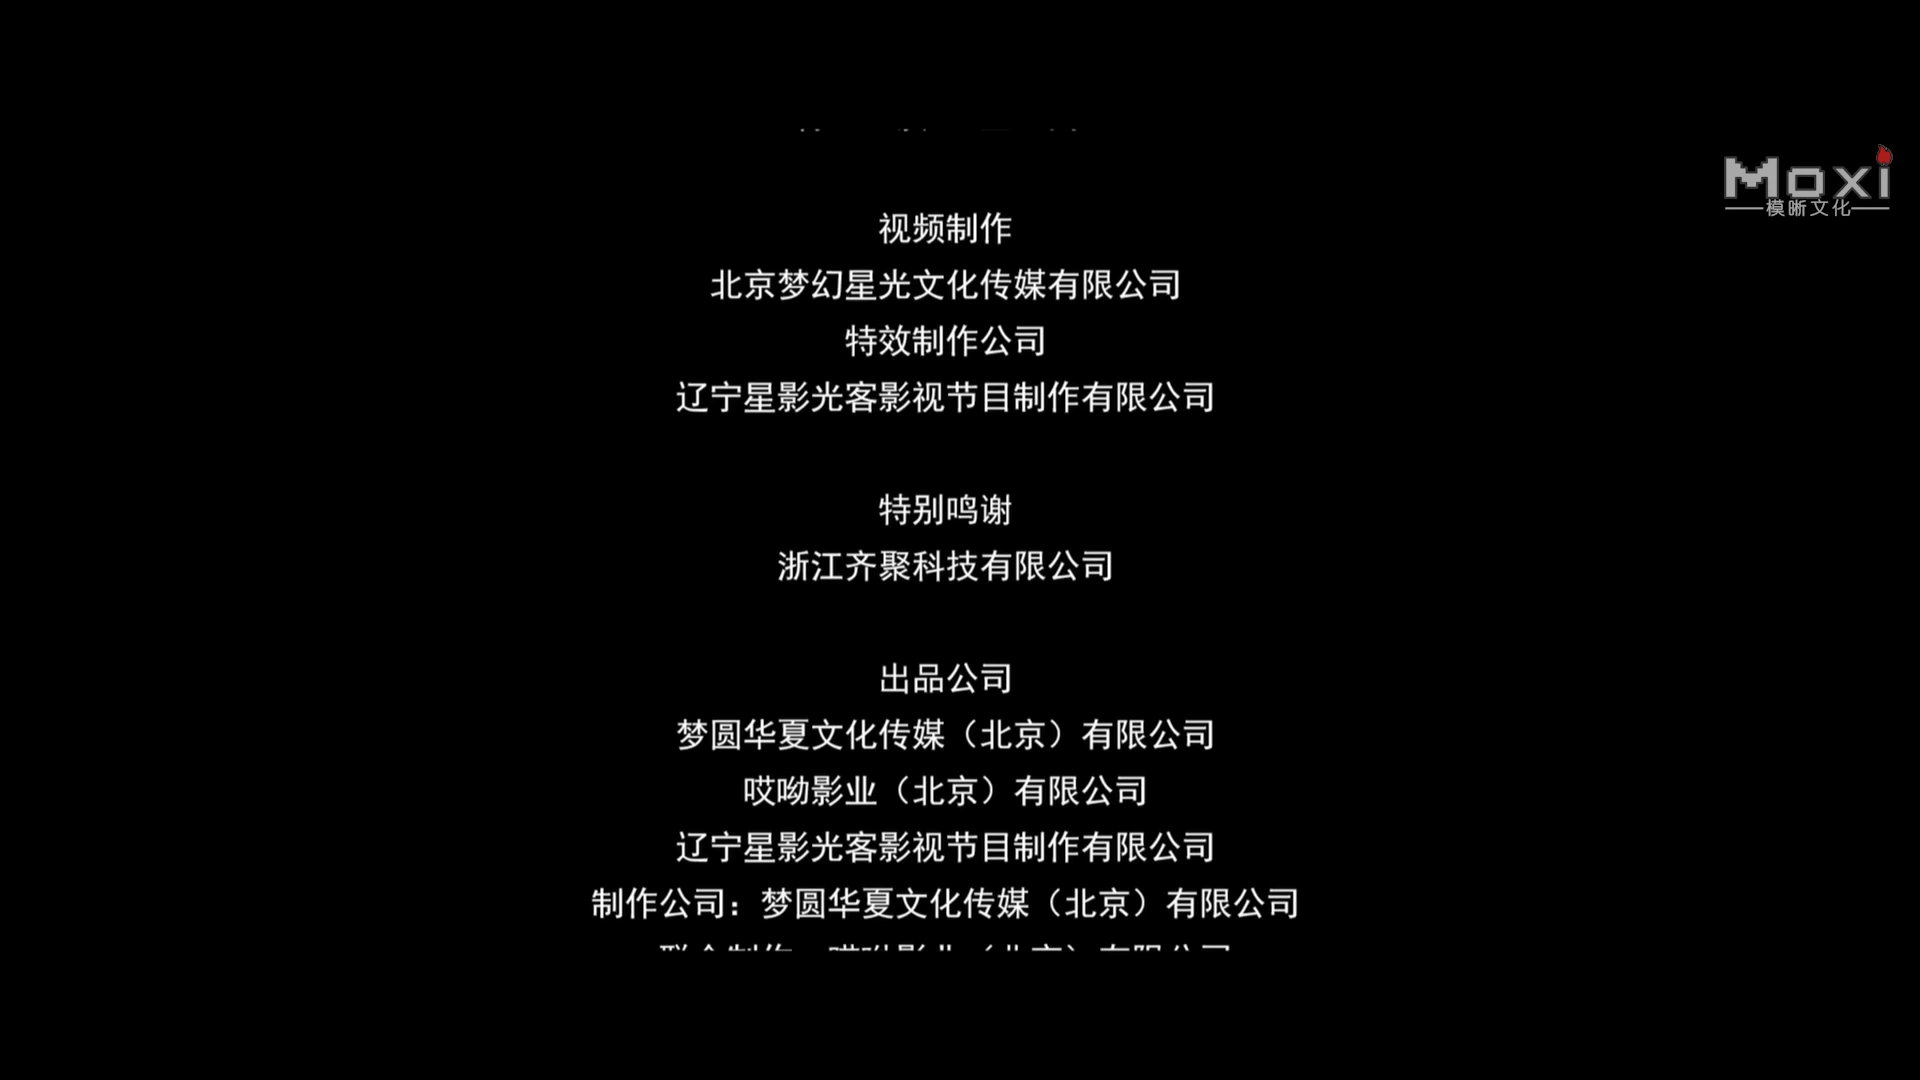 Moxi
模晰文化
视频制作
北京梦幻星光文化传媒有限公司
特效制作公司
辽宁星影光客影视节目制作有限公司
特别鸣谢
浙江齐聚科技有限公司
出品公司
梦圆华夏文化传媒（北京）有限公司
哎呦影业（北京）有限公司
辽宁星影光客影视节目制作有限公司
制作公司：梦圆华夏文化传媒（北京）有限公司